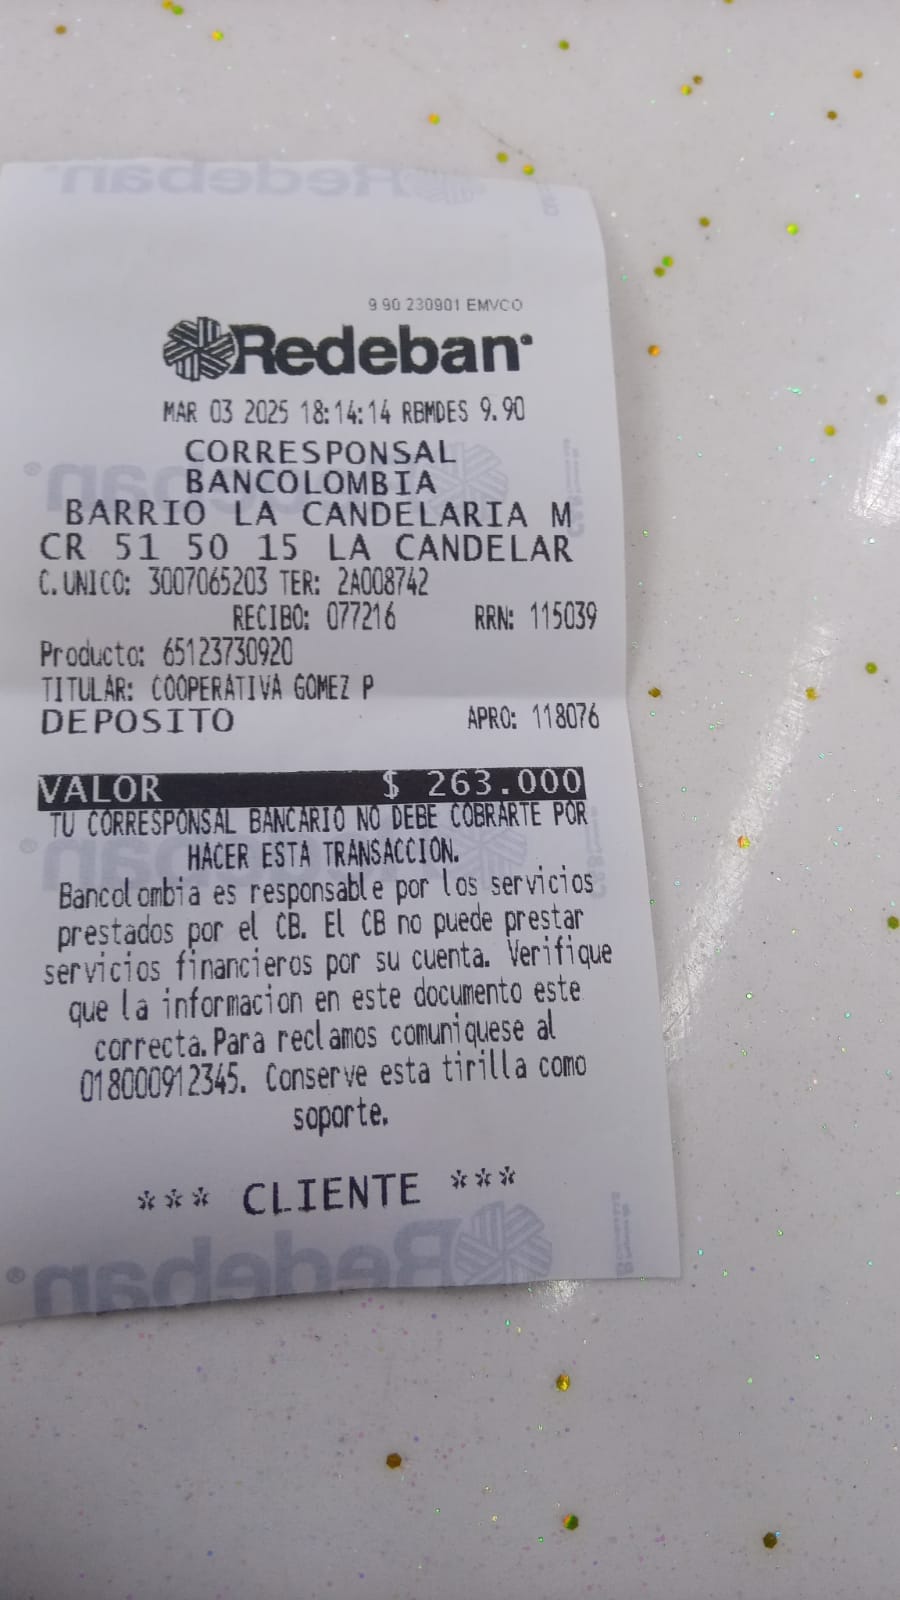 9 90 230901 EMVCO
Redeban
MAR 03 2025 18:14:14 RBMDES 9.90
CORRESPONSAL
BANCOLOMBIA
BARRIO LA CANDELARIA M
CR 51 50 15 LA CANDELAR
C.UNICO: 3007065203 TER: 2A008742
RECIBO: 077216 RRN: 115039
Producto: 65123730920
TITULAR: COOPERATIVA GOMEZ P
DEPOSITO APRO: 118076
VALOR $ 263.000
TU CORRESPONSAL BANCARIO NO DEBE COBRARTE POR
HACER ESTA TRANSACCION.
Bancolombia es responsable por los servicios
prestados por el CB. El CB no puede prestar
servicios financieros por su cuenta. Verifique
que la informacion en este documento este
correcta.Para reclamos comuniquese al
018000912345. Conserve esta tirilla como
soporte.
*** CLIENTE ***
Redeban